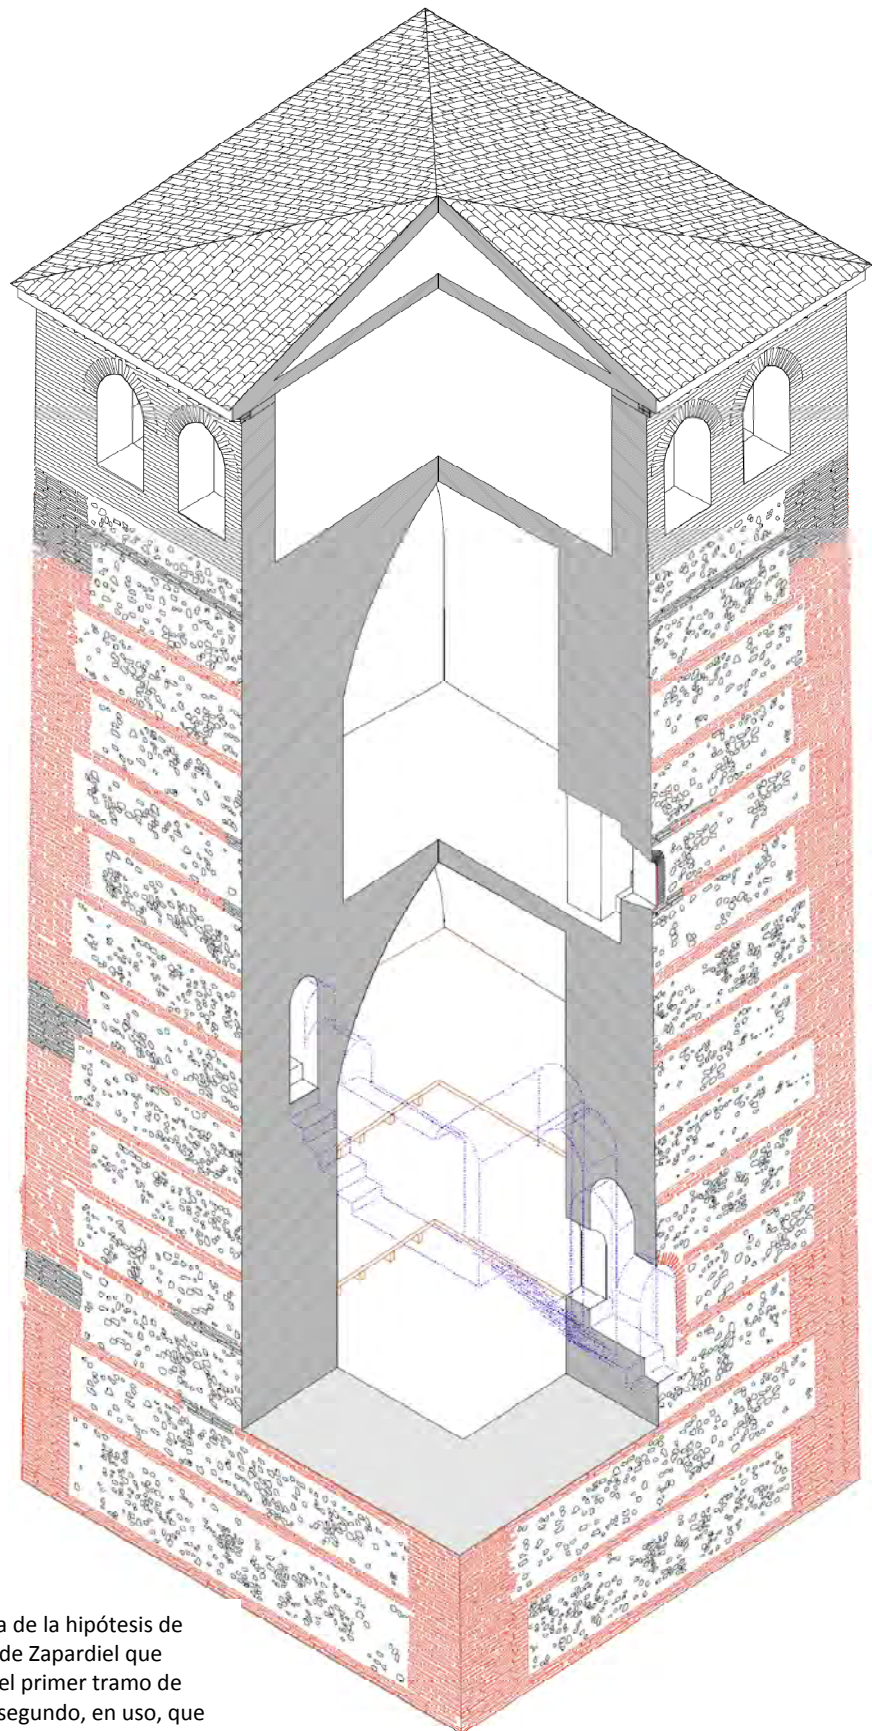 a de la hipótesis de
de Zapardiel que
el primer tramo de
segundo, en uso, que